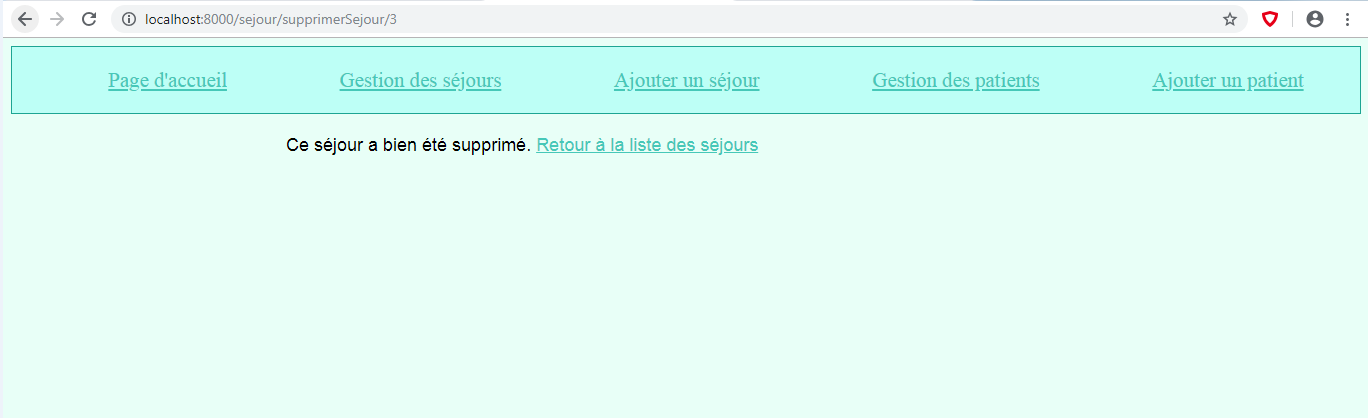 localhost:8000/sejour/supprimerSejour/3
Page d'accueil Gestion des séjours Ajouter un séjour Gestion des patients Ajouter un patient
Ce séjour a bien été supprimé. Retour à la liste des séjours